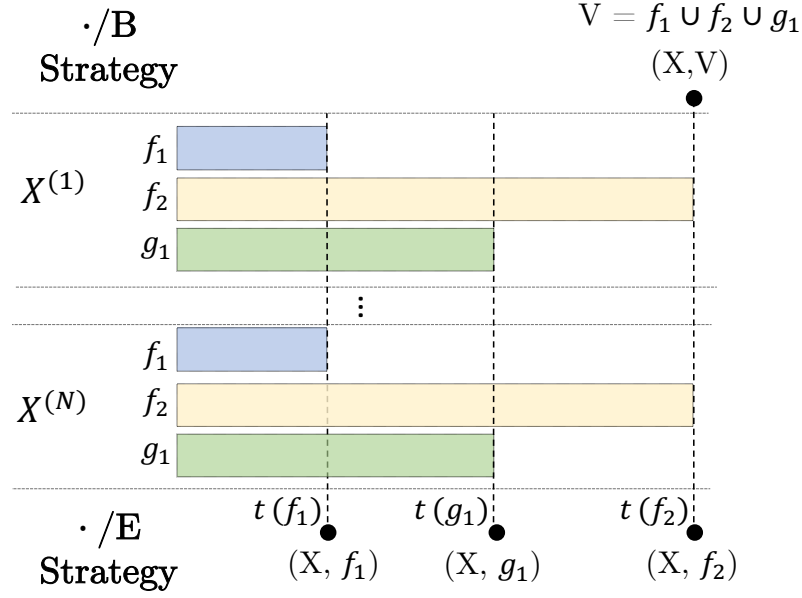 ·/B
Strategy
V = f₁ ∪ f₂ ∪ g₁
(X,V)
X⁽¹⁾
f₁
f₂
g₁
⋮
X⁽ᴺ⁾
f₁
f₂
g₁
·/E
Strategy
t (f₁)
t (g₁)
t (f₂)
(X, f₁)
(X, g₁)
(X, f₂)